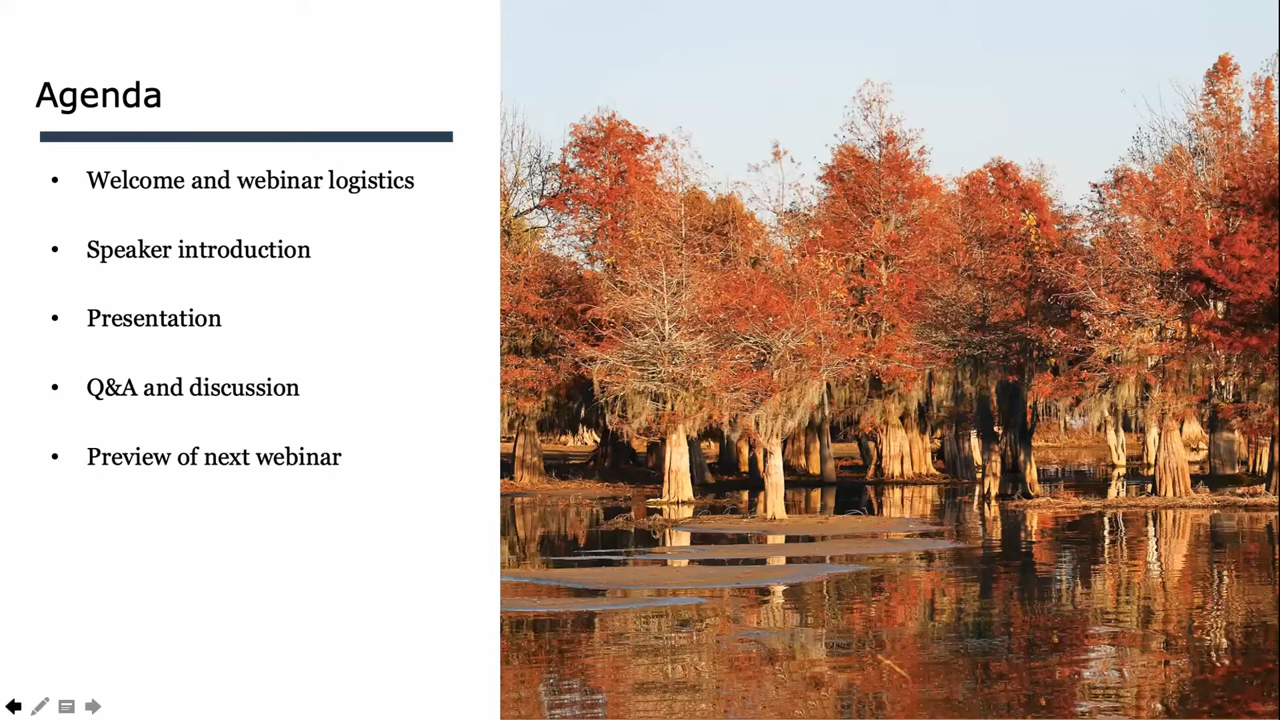 Agenda
• Welcome and webinar logistics
• Speaker introduction
• Presentation
• Q&A and discussion
• Preview of next webinar